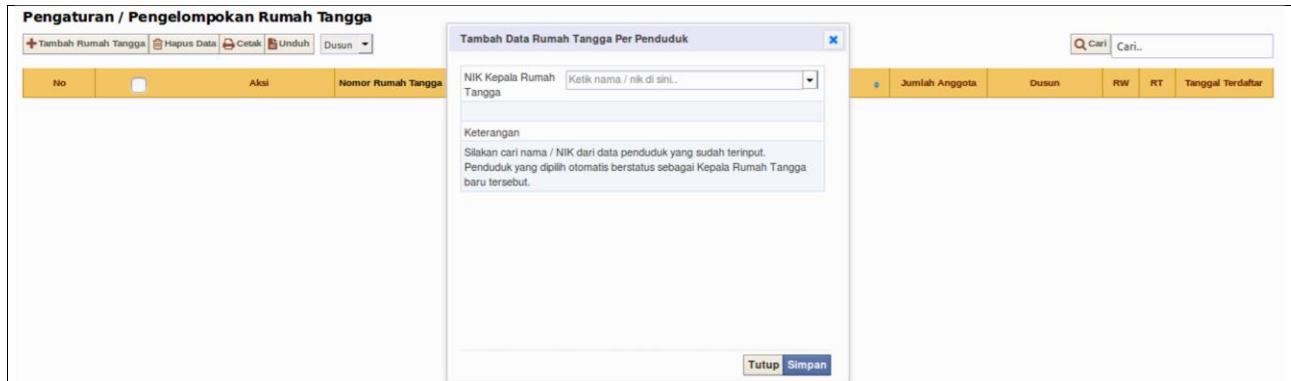 Pengaturan / Pengelompokan Rumah Tangga
Tambah Rumah Tangga Hapus Data Cetak Unduh Dusun
Cari Cari..
No Aksi Nomor Rumah Tangga Jumlah Anggota Dusun RW RT Tanggal Terdaftar
Tambah Data Rumah Tangga Per Penduduk
NIK Kepala Rumah Ketik nama / nik di sini..
Tangga
Keterangan
Silakan cari nama / NIK dari data penduduk yang sudah terinput.
Penduduk yang dipilih otomatis berstatus sebagai Kepala Rumah Tangga
baru tersebut.
Tutup Simpan